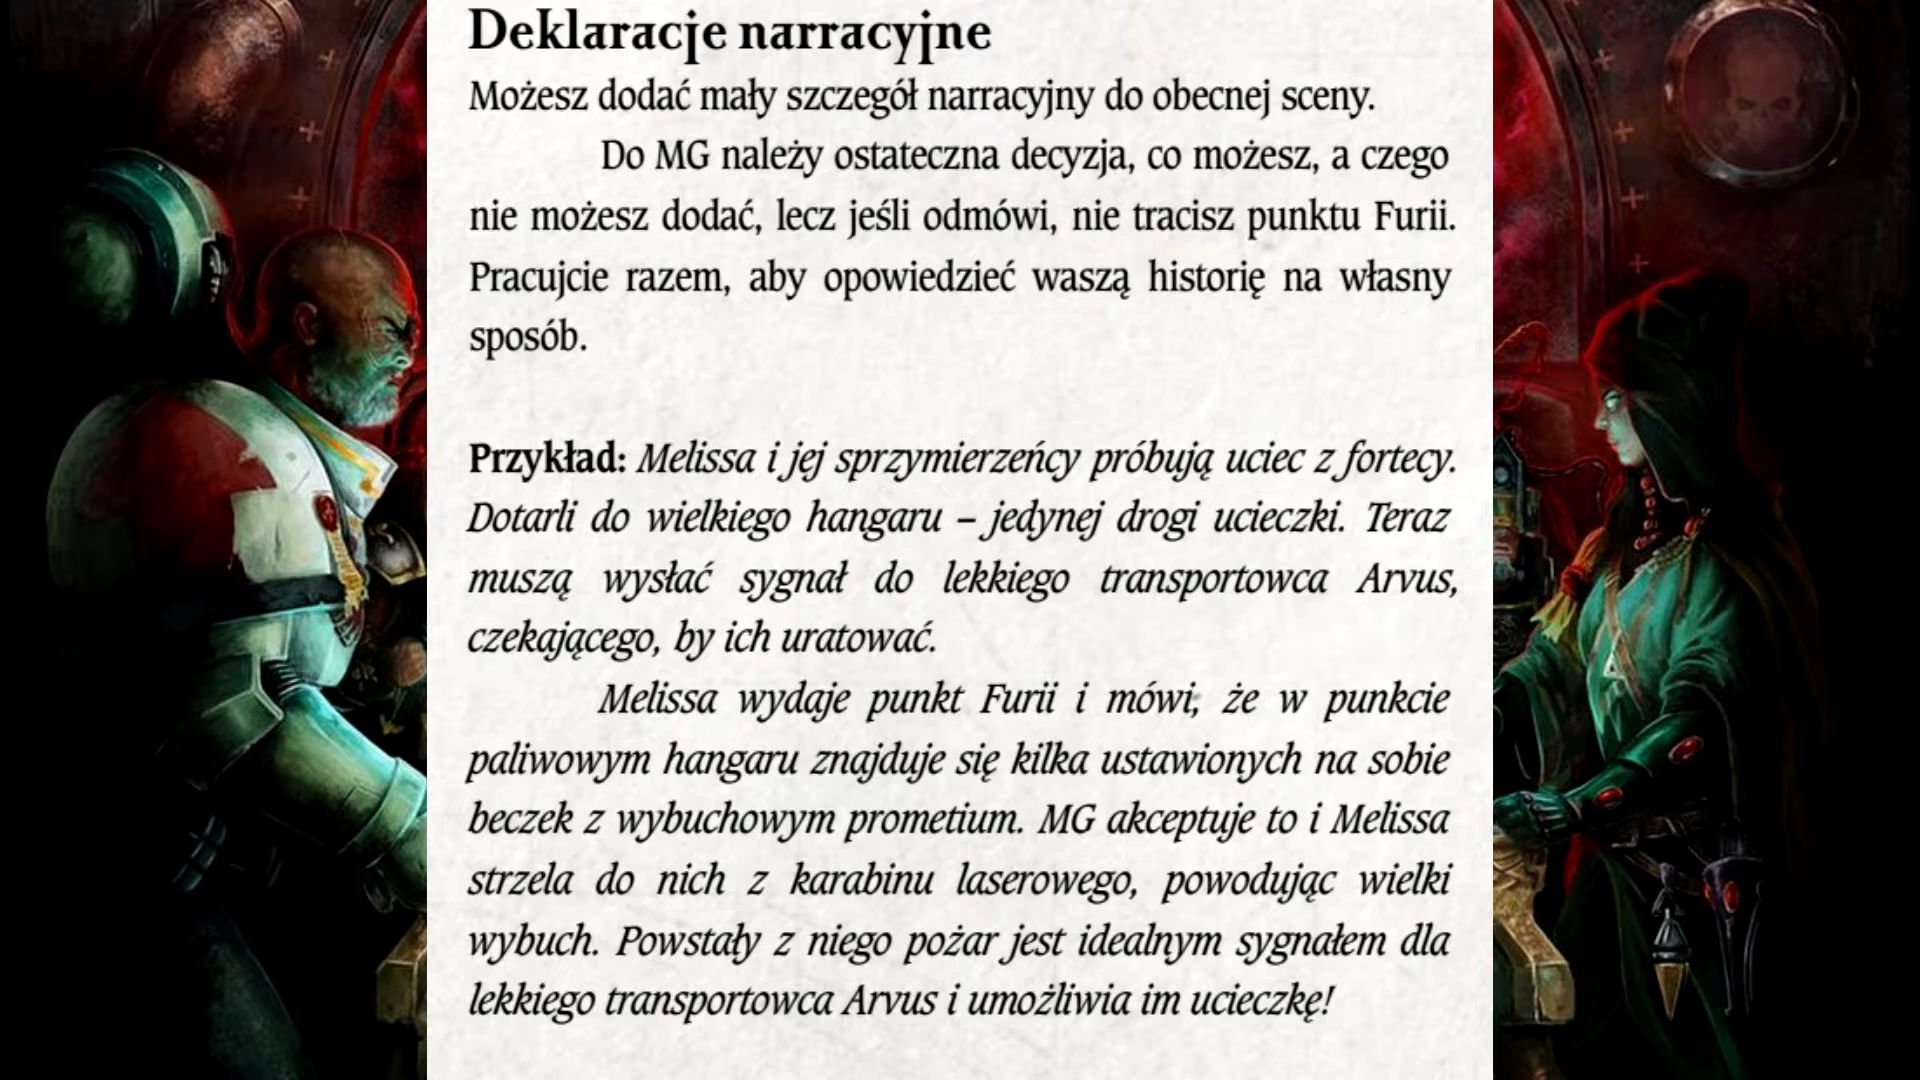 Deklaracje narracyjne
Możesz dodać mały szczegół narracyjny do obecnej sceny.
Do MG należy ostateczna decyzja, co możesz, a czego
nie możesz dodać, lecz jeśli odmówi, nie tracisz punktu Furii.
Pracujcie razem, aby opowiedzieć waszą historię na własny
sposób.
Przykład: Melissa i jej sprzymierzeńcy próbują uciec z fortecy.
Dotarli do wielkiego hangaru – jedynej drogi ucieczki. Teraz
muszą wysłać sygnał do lekkiego transportowca Arvus,
czekającego, by ich uratować.
Melissa wydaje punkt Furii i mówi, że w punkcie
paliwowym hangaru znajduje się kilka ustawionych na sobie
beczek z wybuchowym prometium. MG akceptuje to i Melissa
strzela do nich z karabinu laserowego, powodując wielki
wybuch. Powstały z niego pożar jest idealnym sygnałem dla
lekkiego transportowca Arvus i umożliwia im ucieczkę!